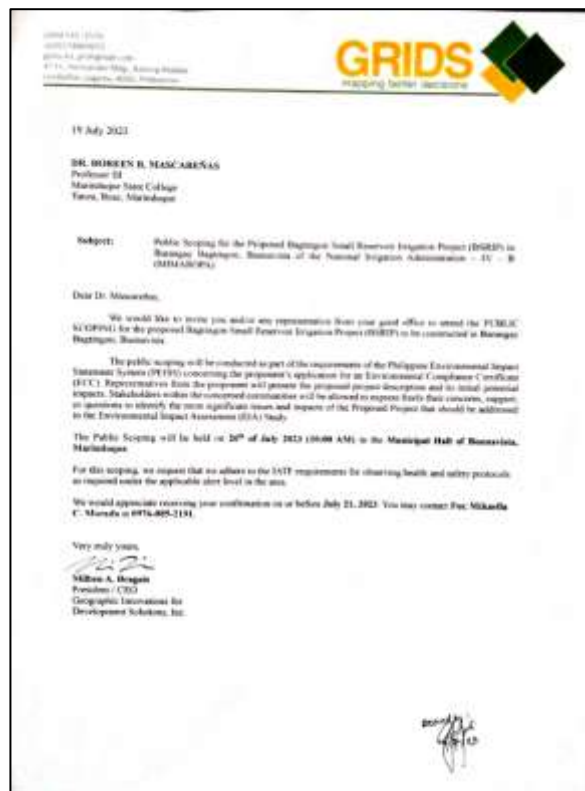 GRIDS
mapping better decisions
19 July 2023
DR. DOREEN B. MASCAREÑAS
Professor III
Marinduque State College
Tanza, Boac, Marinduque
Subject: Public Scoping for the Proposed Bagtingon Small Reservoir Irrigation Project (BSRIP) in
Barangay Bagtingon, Buenavista of the National Irrigation Administration – IV – B
(MIMAROPA)
Dear Dr. Mascareñas,
We would like to invite you and/or any representative from your good office to attend the PUBLIC
SCOPING for the proposed Bagtingon Small Reservoir Irrigation Project (BSRIP) to be constructed in Barangay
Bagtingon, Buenavista.
The public scoping will be conducted as part of the requirements of the Philippine Environmental Impact
Statement System (PEISS) concerning the proponent's application for an Environmental Compliance Certificate
(ECC). Representatives from the proponent will present the proposed project description and its initial potential
impacts. Stakeholders within the concerned communities will be allowed to express freely their concerns, support,
or questions to identify the most significant issues and impacts of the Proposed Project that should be addressed
in the Environmental Impact Assessment (EIA) Study.
The Public Scoping will be held on 26th of July 2023 (10:00 AM) in the Municipal Hall of Buenavista,
Marinduque.
For this scoping, we request that we adhere to the IATF requirements for observing health and safety protocols
as required under the applicable alert level in the area.
We would appreciate receiving your confirmation on or before July 21, 2023. You may contact
C. at
Very truly yours,
Milben A. Bragais
President / CEO
Geographic Innovations for
Development Solutions, Inc.